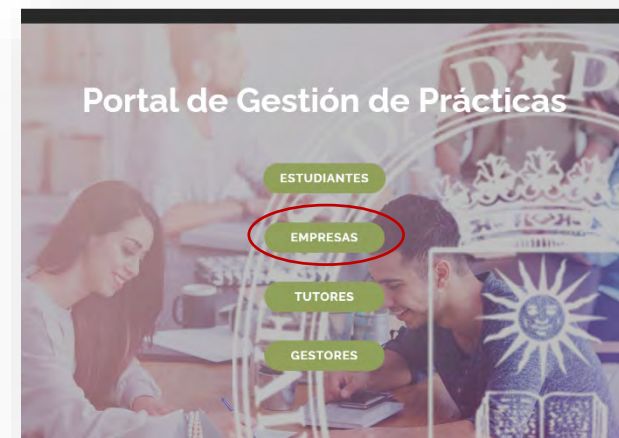 Portal de Gestión de Prácticas
ESTUDIANTES
EMPRESAS
TUTORES
GESTORES